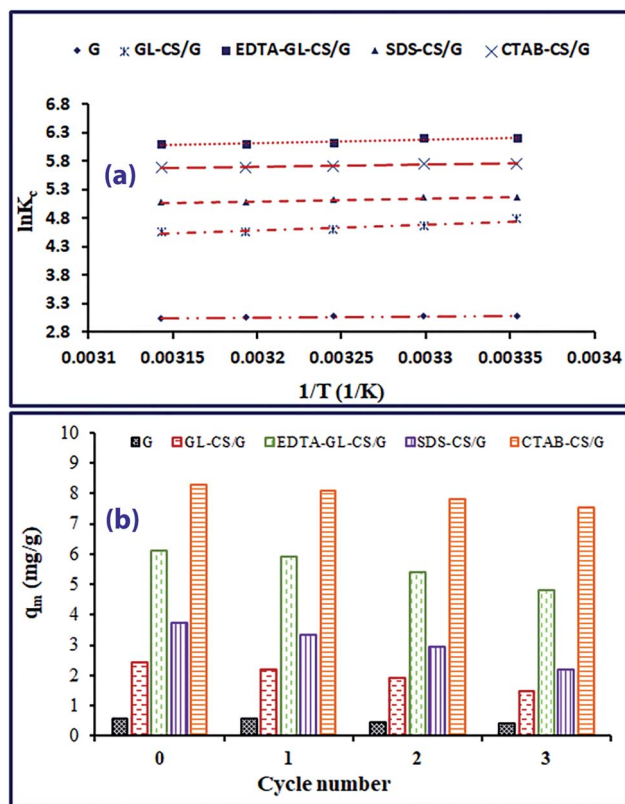 (a)
G GL-CS/G EDTA-GL-CS/G SDS-CS/G CTAB-CS/G
lnKc
6.8
6.3
5.8
5.3
4.8
4.3
3.8
3.3
2.8
0.0031 0.00315 0.0032 0.00325 0.0033 0.00335 0.0034
1/T (1/K)
(b)
G GL-CS/G EDTA-GL-CS/G SDS-CS/G CTAB-CS/G
qm (mg/g)
10
9
8
7
6
5
4
3
2
1
0
0 1 2 3
Cycle number